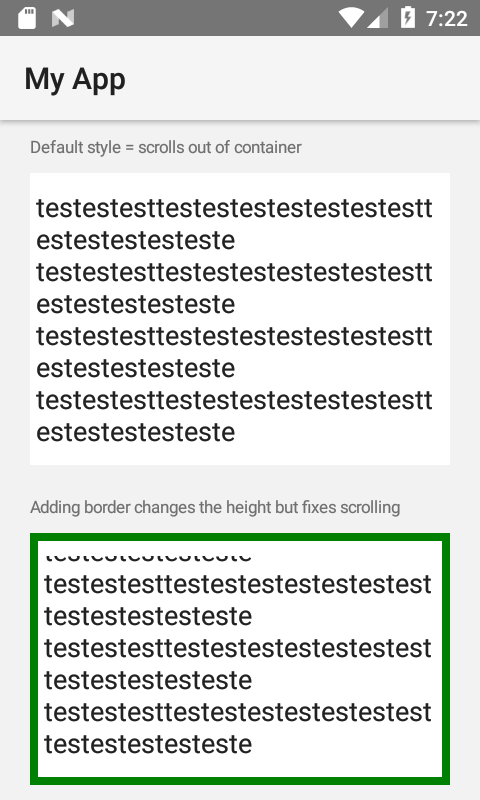 7:22
My App
Default style = scrolls out of container
testestesttestestestestestestestt
estestestesteste
testestesttestestestestestestestt
estestestesteste
testestesttestestestestestestestt
estestestesteste
testestesttestestestestestestestt
estestestesteste
Adding border changes the height but fixes scrolling
testestesttestestestestestestest
testestestesteste
testestesttestestestestestestest
testestestesteste
testestesttestestestestestestest
testestestesteste